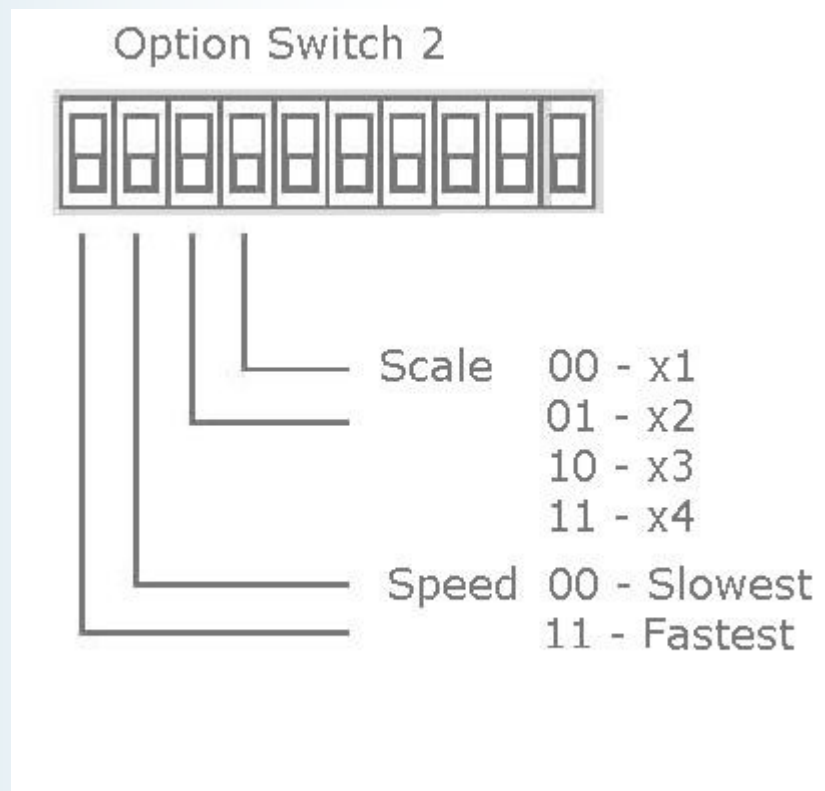 Option Switch 2
Scale 00 - x1
01 - x2
10 - x3
11 - x4
Speed 00 - Slowest
11 - Fastest